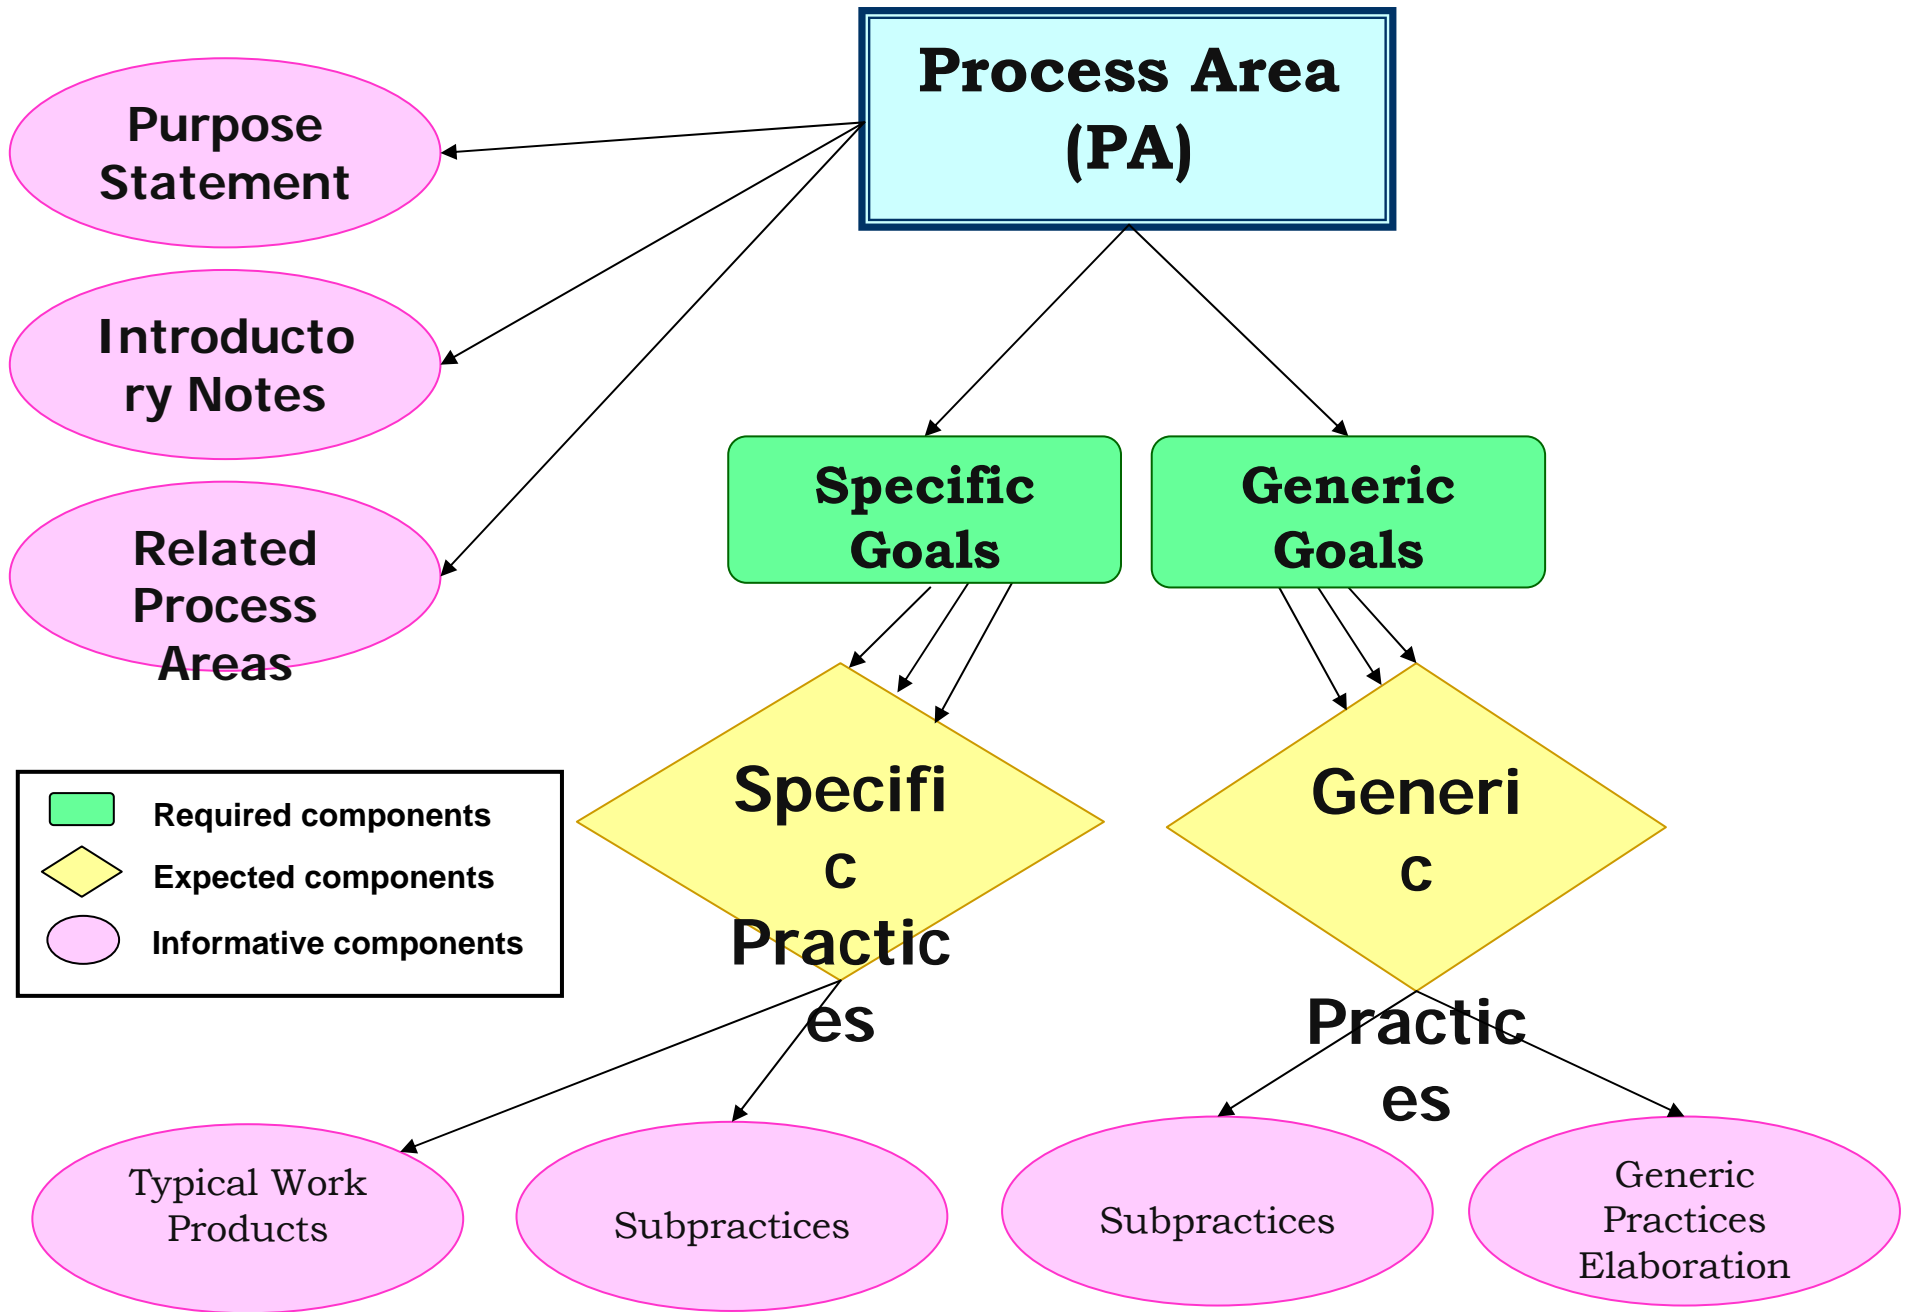 Process Area
(PA)
Purpose
Statement
Introducto
ry Notes
Related
Process
Areas
Specific
Goals
Generic
Goals
Specifi
c
Practic
es
Generi
c
Practic
es
Required components
Expected components
Informative components
Typical Work
Products
Subpractices
Subpractices
Generic
Practices
Elaboration